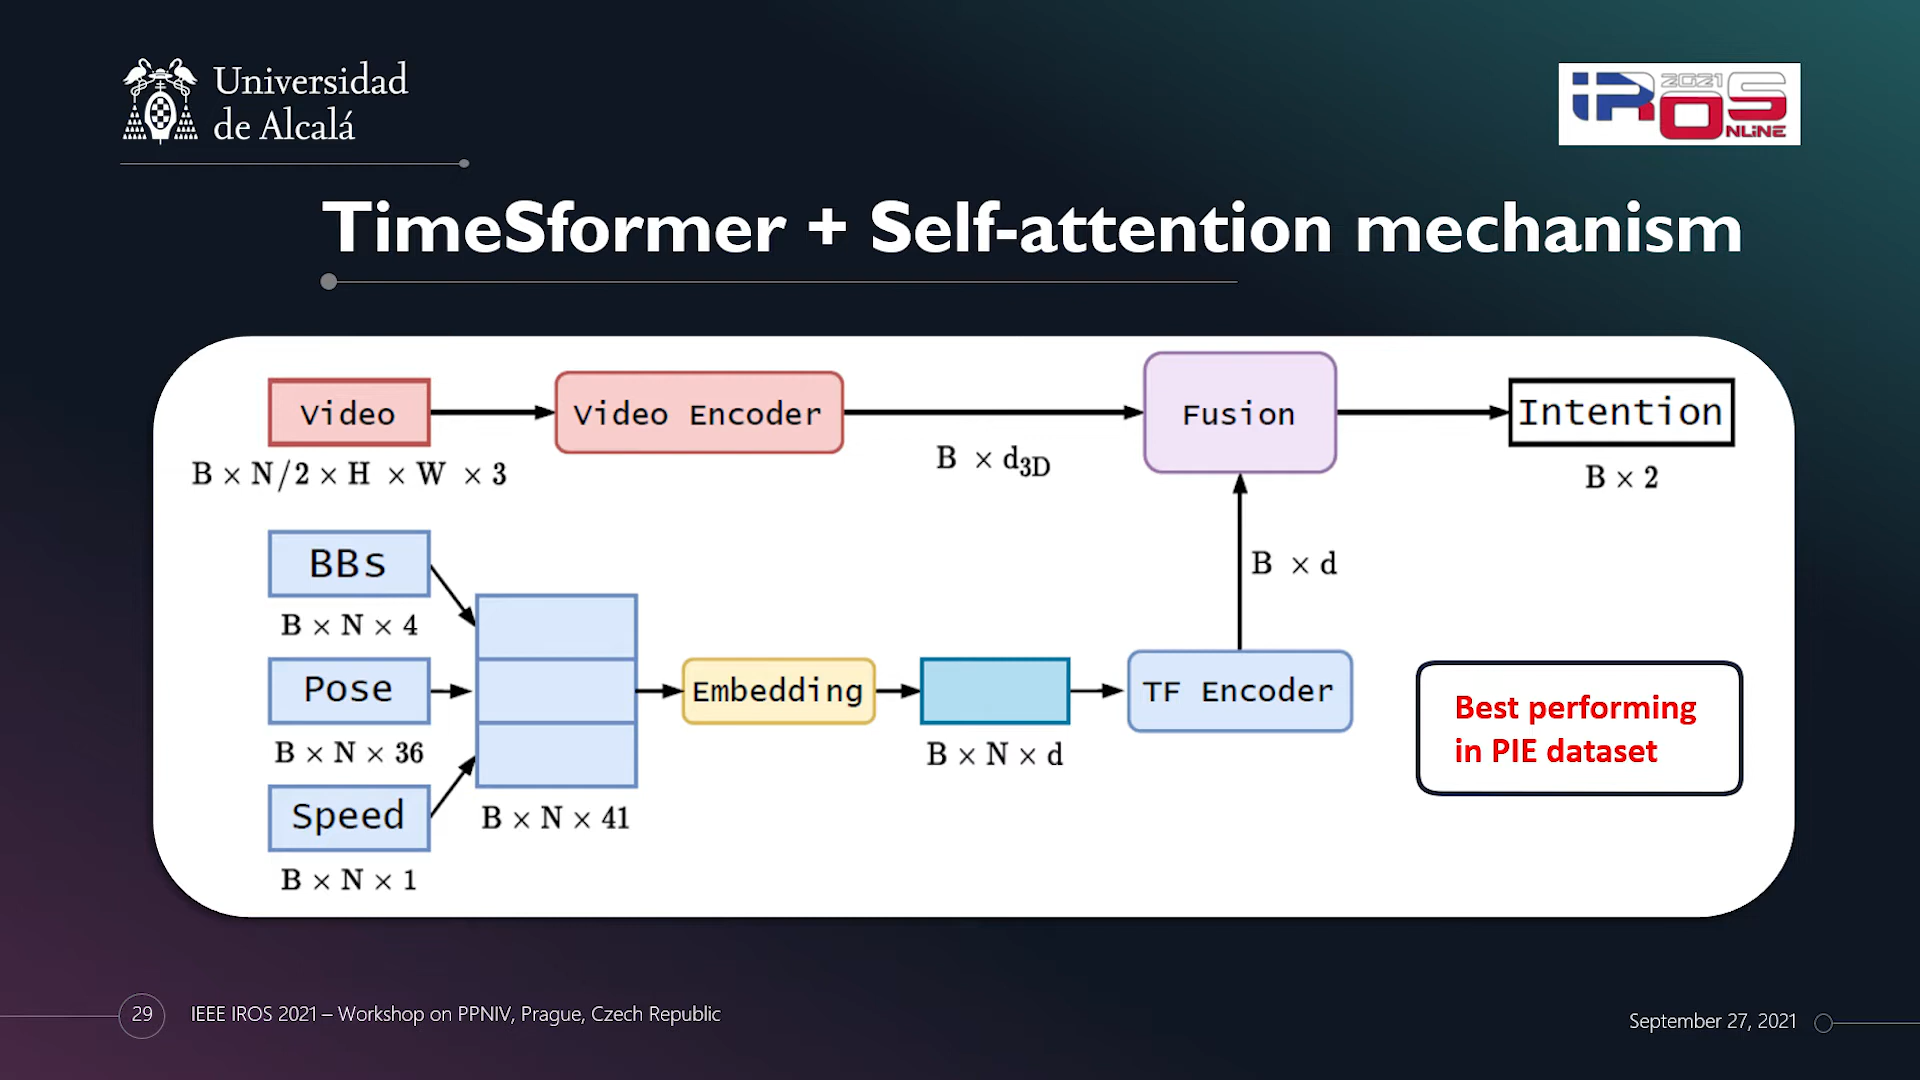 Universidad
de Alcalá
2021
IROS
ONLINE
TimeSformer + Self-attention mechanism
Video
Video Encoder
Fusion
Intention
B × N/2 × H × W × 3
B × d3D
B × 2
BBs
B × N × 4
B × d
Pose
Embedding
TF Encoder
Best performing
in PIE dataset
B × N × 36
B × N × d
Speed
B × N × 41
B × N × 1
29
IEEE IROS 2021 – Workshop on PPNIV, Prague, Czech Republic
September 27, 2021